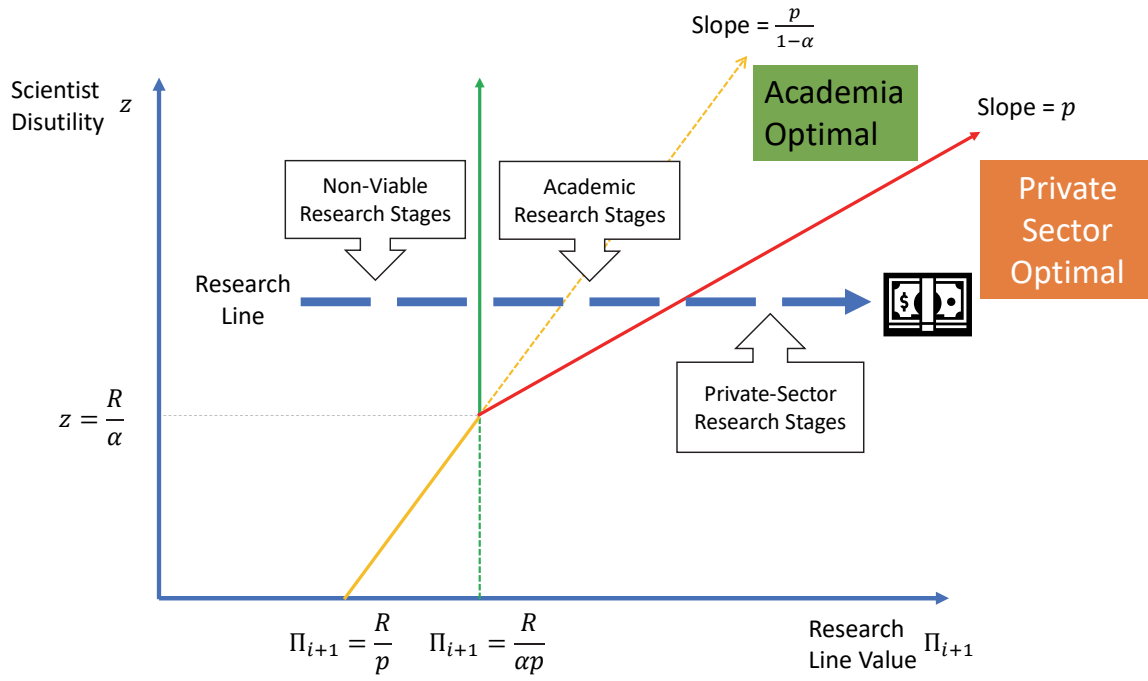 Slope = p/(1−α)
Scientist
Disutility z
Academia
Optimal
Slope = p
Non-Viable
Research Stages
Academic
Research Stages
Private
Sector
Optimal
Research
Line
$
Private-Sector
Research Stages
z = R/α
Π_{i+1} = R/p
Π_{i+1} = R/(αp)
Research
Line Value Π_{i+1}